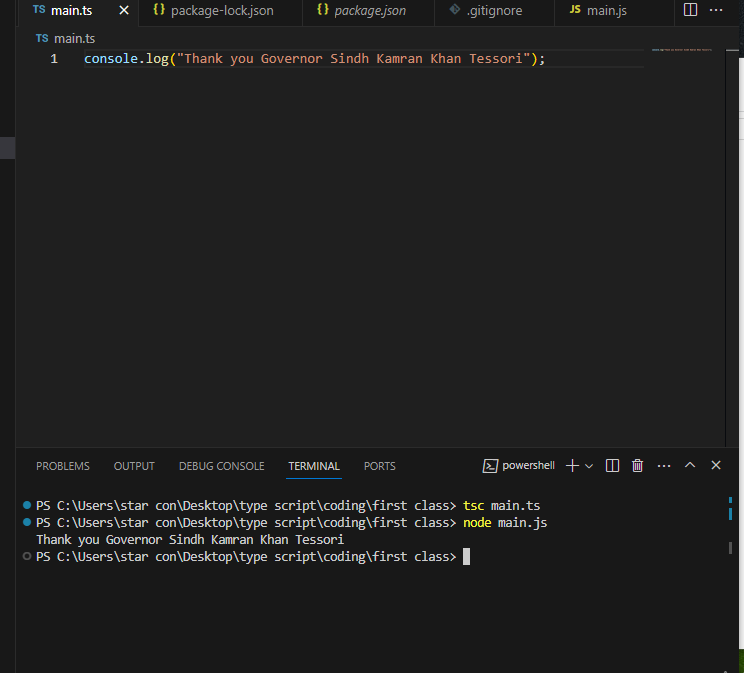 TS main.ts {} package-lock.json {} package.json .gitignore JS main.js
TS main.ts
1 console.log("Thank you Governor Sindh Kamran Khan Tessori");
PROBLEMS OUTPUT DEBUG CONSOLE TERMINAL PORTS powershell
PS C:\Users\star con\Desktop\type script\coding\first class> tsc main.ts
PS C:\Users\star con\Desktop\type script\coding\first class> node main.js
Thank you Governor Sindh Kamran Khan Tessori
PS C:\Users\star con\Desktop\type script\coding\first class>